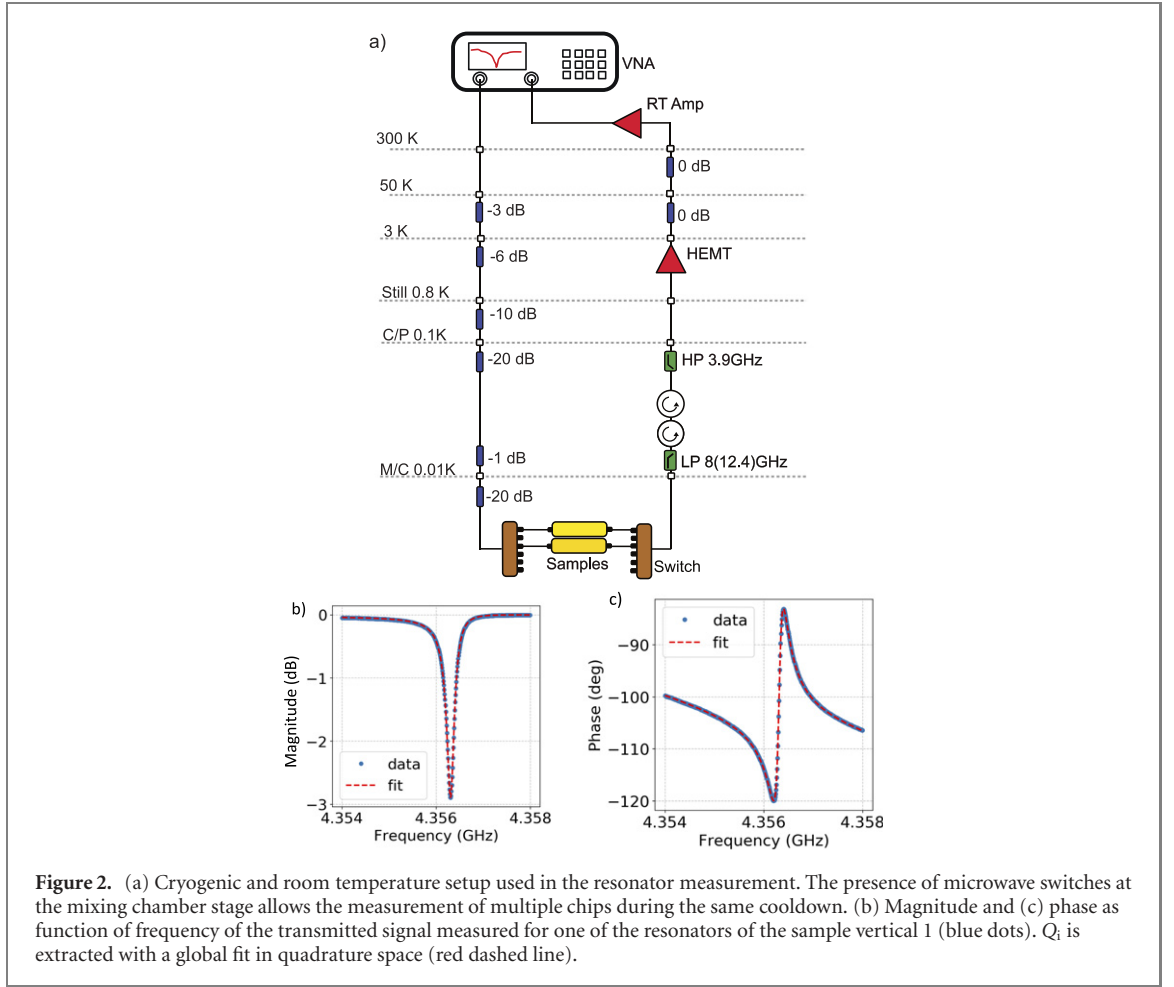 a)
VNA
RT Amp
300 K
0 dB
50 K
-3 dB
0 dB
3 K
-6 dB
HEMT
Still 0.8 K
-10 dB
C/P 0.1K
-20 dB
HP 3.9GHz
-1 dB
LP 8(12.4)GHz
M/C 0.01K
-20 dB
Samples
Switch
b)
0
−1
−2
−3
Magnitude (dB)
data
fit
4.354
4.356
4.358
Frequency (GHz)
c)
data
fit
−90
−100
−110
−120
Phase (deg)
4.354
4.356
4.358
Frequency (GHz)
Figure 2. (a) Cryogenic and room temperature setup used in the resonator measurement. The presence of microwave switches at
the mixing chamber stage allows the measurement of multiple chips during the same cooldown. (b) Magnitude and (c) phase as
function of frequency of the transmitted signal measured for one of the resonators of the sample vertical 1 (blue dots). Qi is
extracted with a global fit in quadrature space (red dashed line).